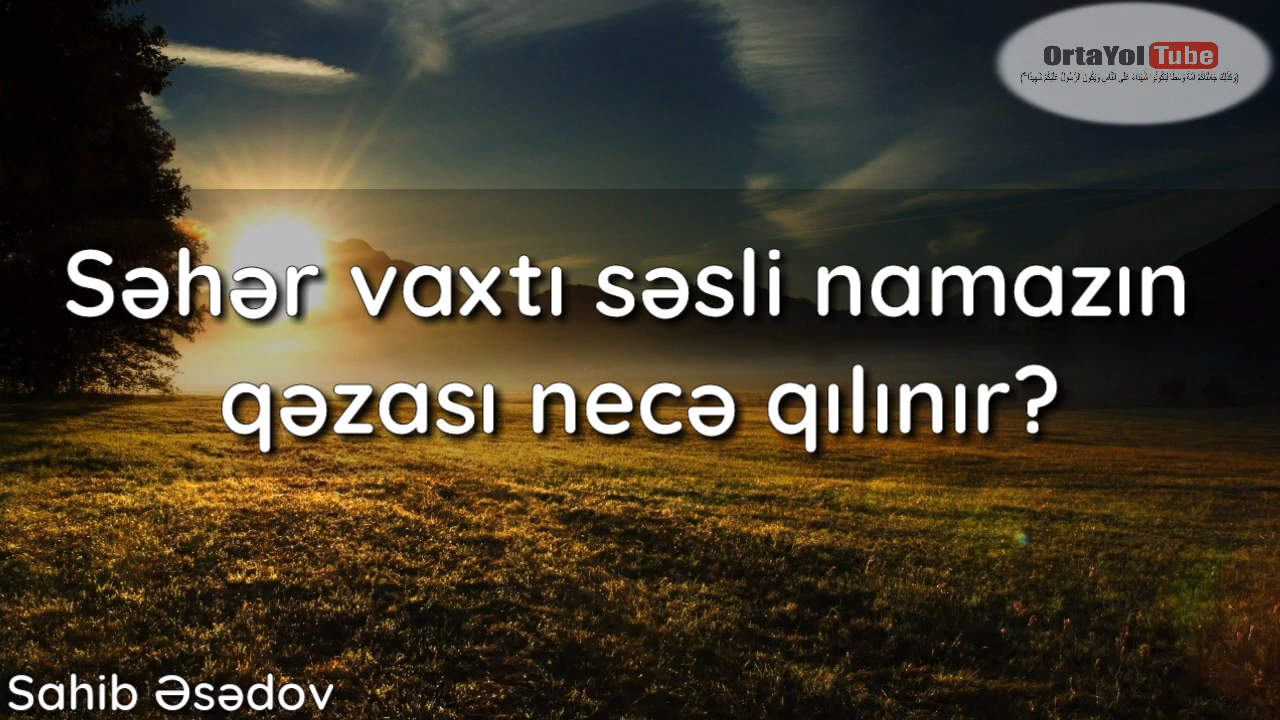 OrtaYol Tube
Səhər vaxtı səsli namazın
qəzası necə qılınır?
Sahib Əsədov